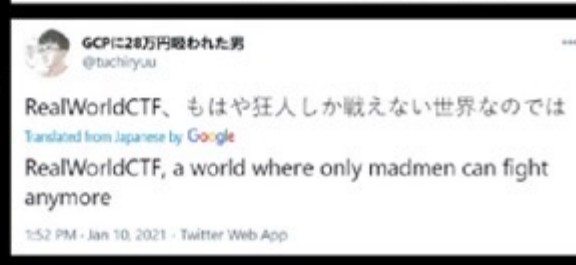 GCPに28万円吸われた男
@tuchiryuu
RealWorldCTF、もはや狂人しか戦えない世界なのでは
Translated from Japanese by Google
RealWorldCTF, a world where only madmen can fight
anymore
1:52 PM · Jan 10, 2021 · Twitter Web App